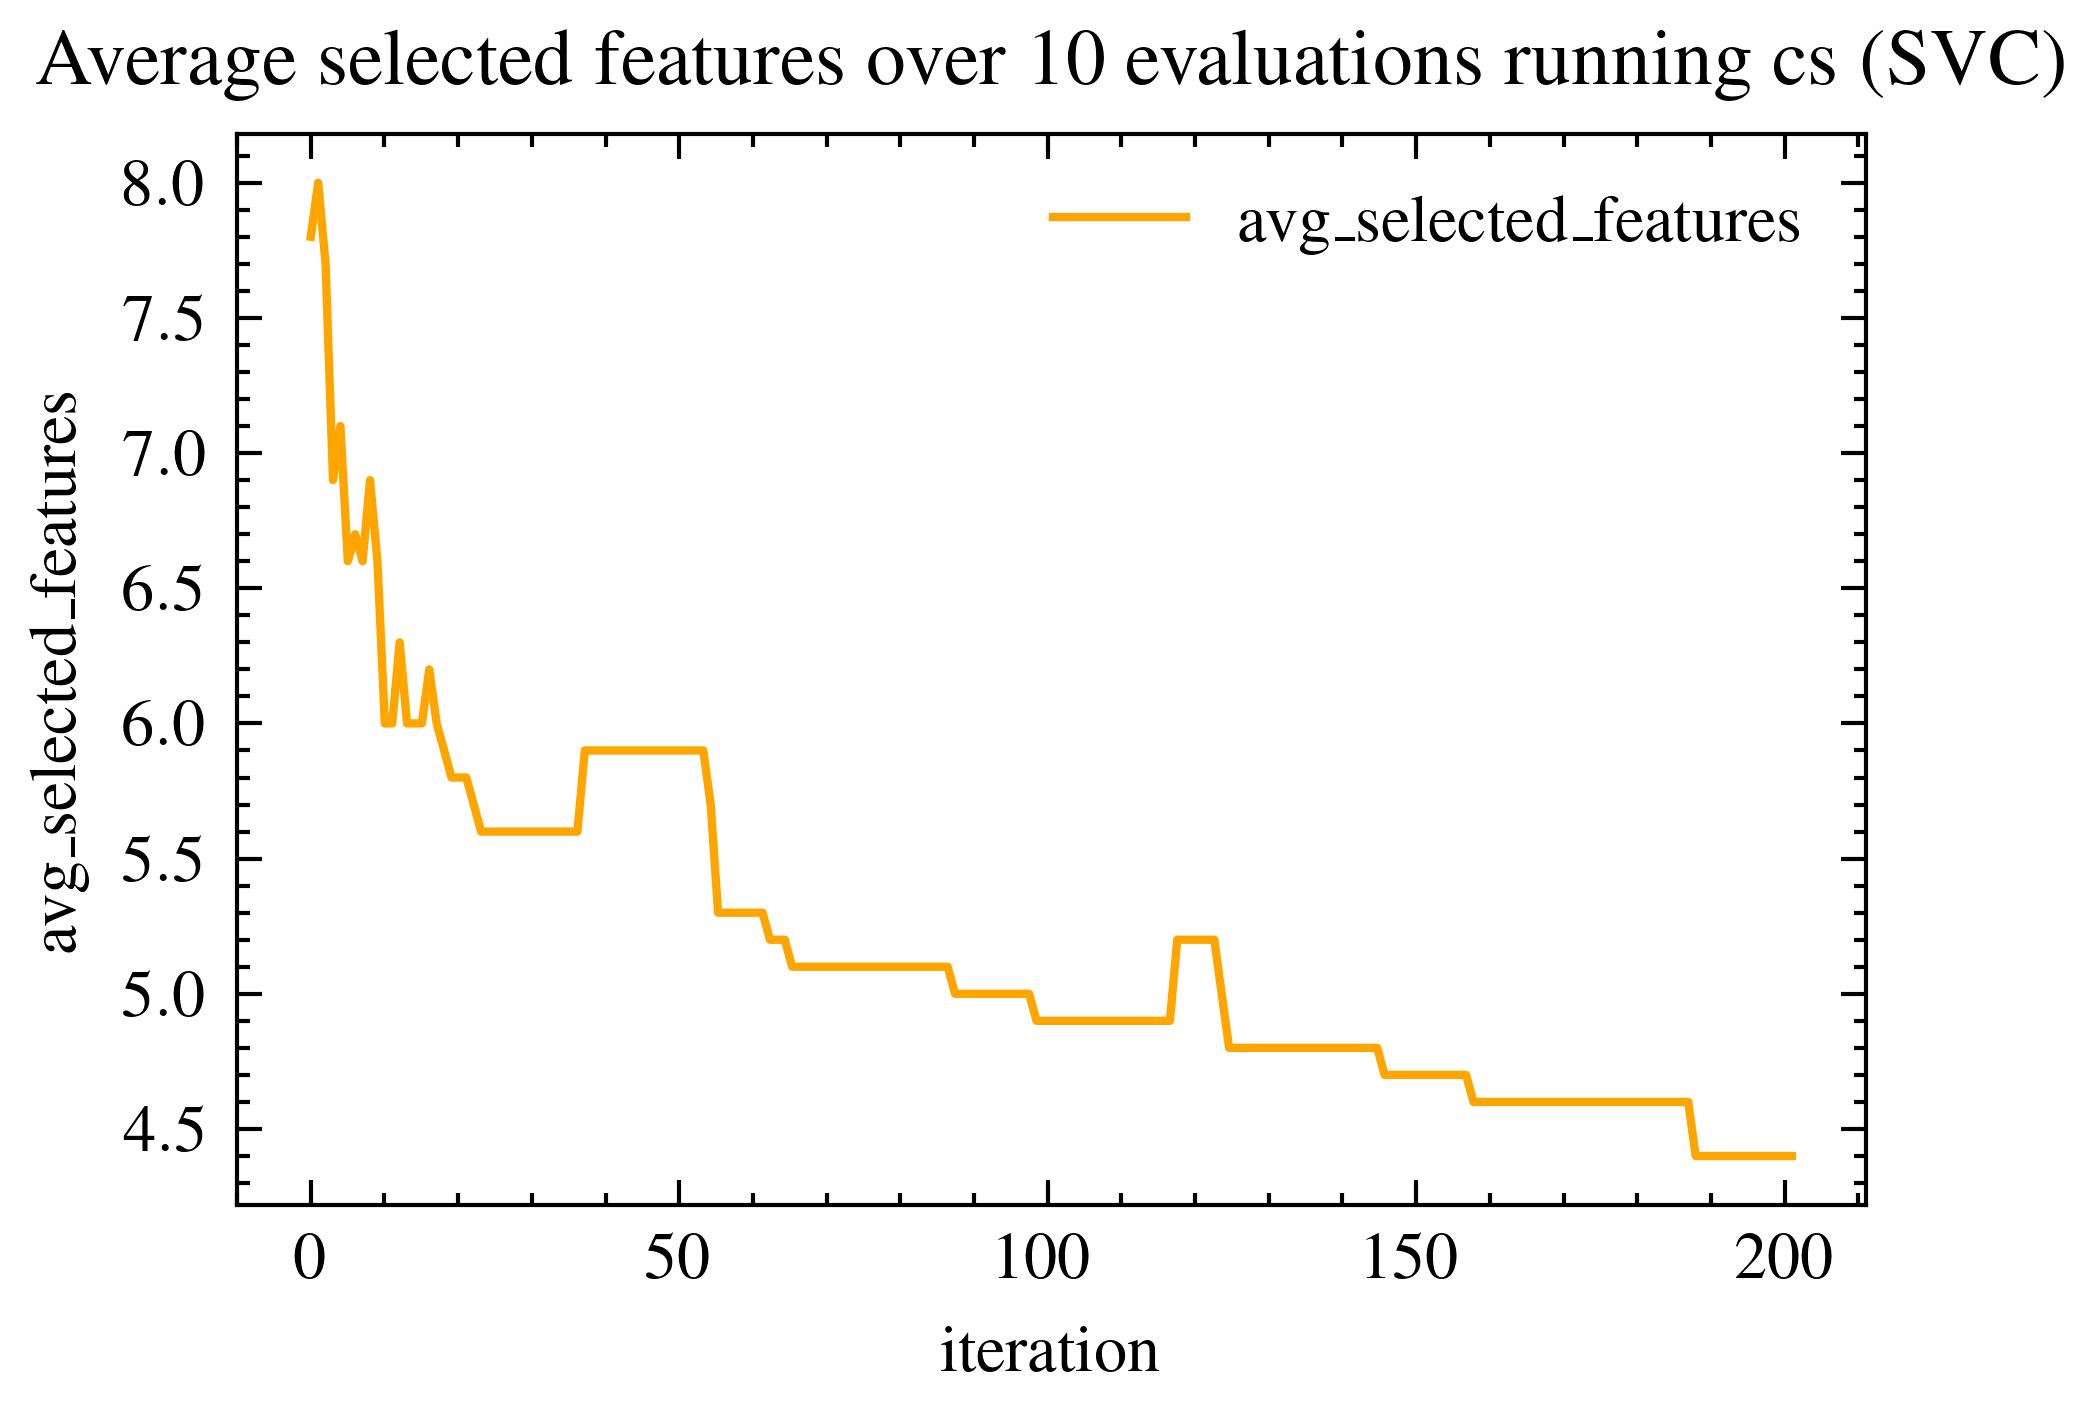 Average selected features over 10 evaluations running cs (SVC)
avg_selected_features
8.0
7.5
7.0
6.5
6.0
5.5
5.0
4.5
avg_selected_features
0 50 100 150 200
iteration